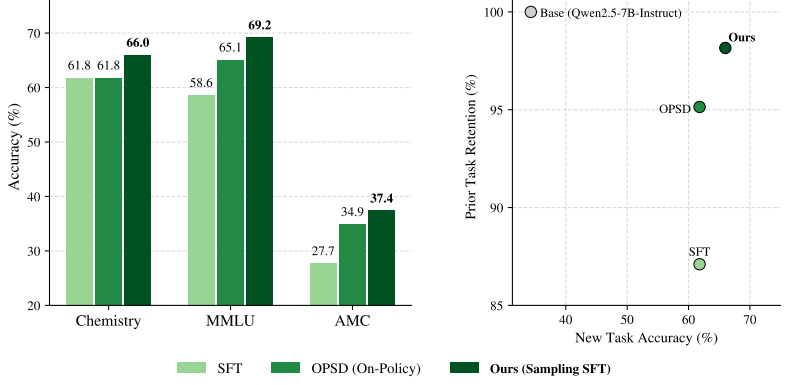 Accuracy (%)
70
60
50
40
30
20
61.8
61.8
66.0
58.6
65.1
69.2
27.7
34.9
37.4
Chemistry
MMLU
AMC
Prior Task Retention (%)
100
95
90
85
Base (Qwen2.5-7B-Instruct)
Ours
OPSD
SFT
40
50
60
70
New Task Accuracy (%)
SFT
OPSD (On-Policy)
Ours (Sampling SFT)